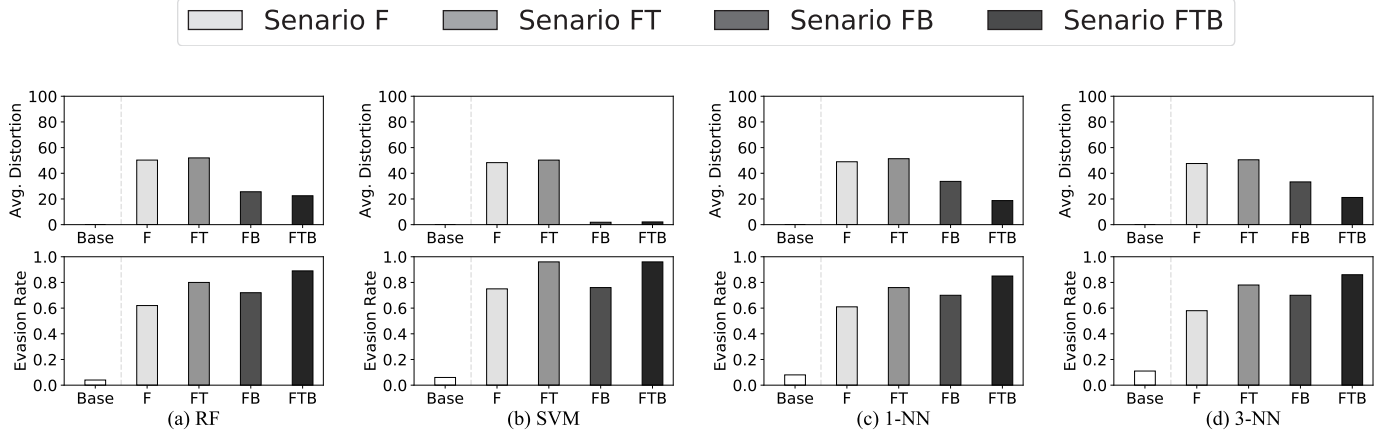 Senario F Senario FT Senario FB Senario FTB
Avg. Distortion
100
80
60
40
20
0
Base F FT FB FTB
Evasion Rate
1.0
0.8
0.6
0.4
0.2
0.0
Base F FT FB FTB
(a) RF
Avg. Distortion
100
80
60
40
20
0
Base F FT FB FTB
Evasion Rate
1.0
0.8
0.6
0.4
0.2
0.0
Base F FT FB FTB
(b) SVM
Avg. Distortion
100
80
60
40
20
0
Base F FT FB FTB
Evasion Rate
1.0
0.8
0.6
0.4
0.2
0.0
Base F FT FB FTB
(c) 1-NN
Avg. Distortion
100
80
60
40
20
0
Base F FT FB FTB
Evasion Rate
1.0
0.8
0.6
0.4
0.2
0.0
Base F FT FB FTB
(d) 3-NN